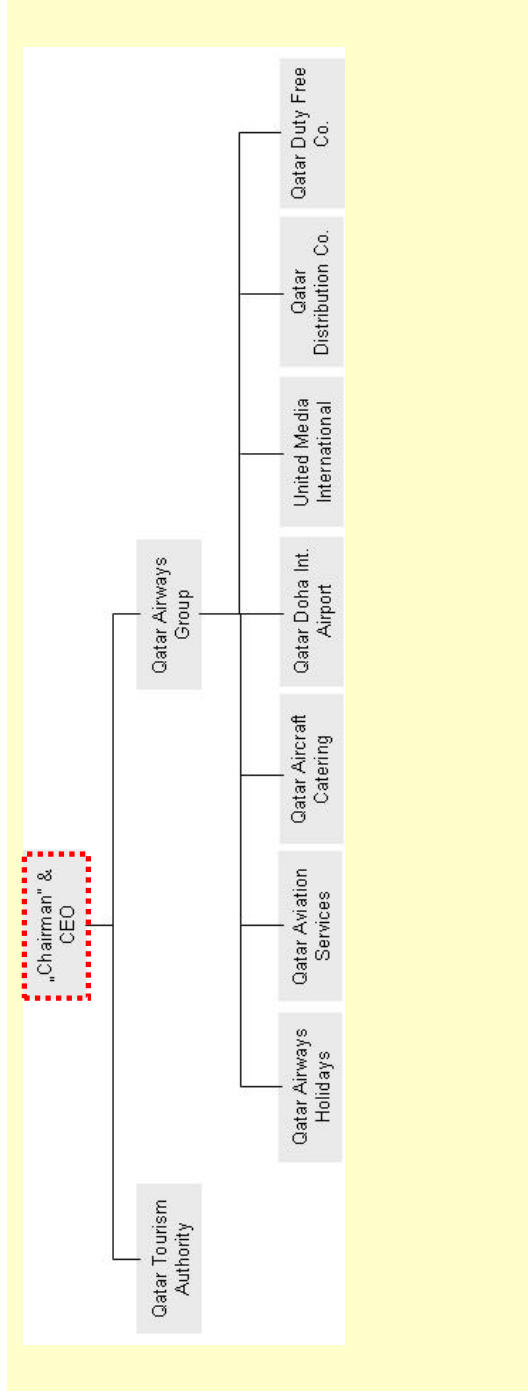 „Chairman" &
CEO
Qatar Tourism
Authority
Qatar Airways
Group
Qatar Airways
Holidays
Qatar Aviation
Services
Qatar Aircraft
Catering
Qatar Doha Int.
Airport
United Media
International
Qatar
Distribution Co.
Qatar Duty Free
Co.